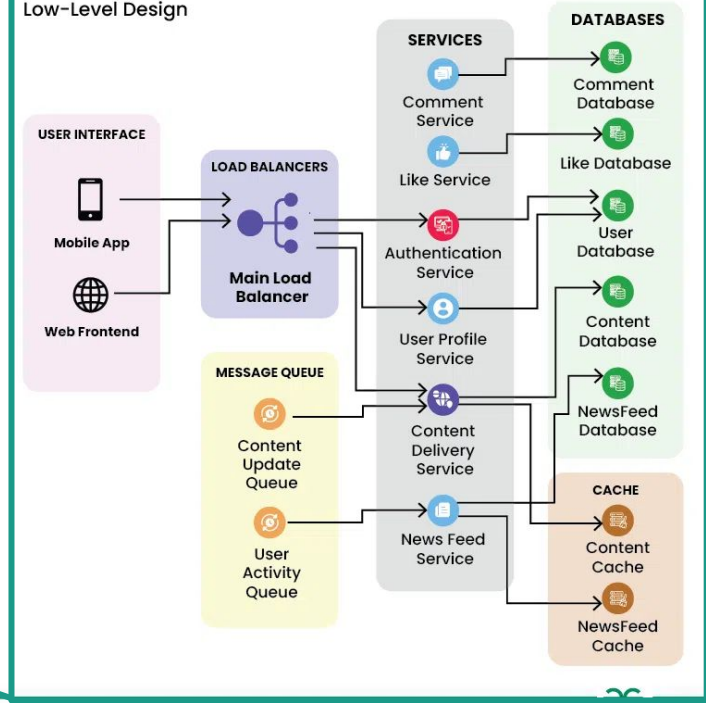 Low-Level Design
USER INTERFACE
Mobile App
Web Frontend
LOAD BALANCERS
Main Load
Balancer
MESSAGE QUEUE
Content
Update
Queue
User
Activity
Queue
SERVICES
Comment
Service
Like Service
Authentication
Service
User Profile
Service
Content
Delivery
Service
News Feed
Service
DATABASES
Comment
Database
Like Database
User
Database
Content
Database
NewsFeed
Database
CACHE
Content
Cache
NewsFeed
Cache